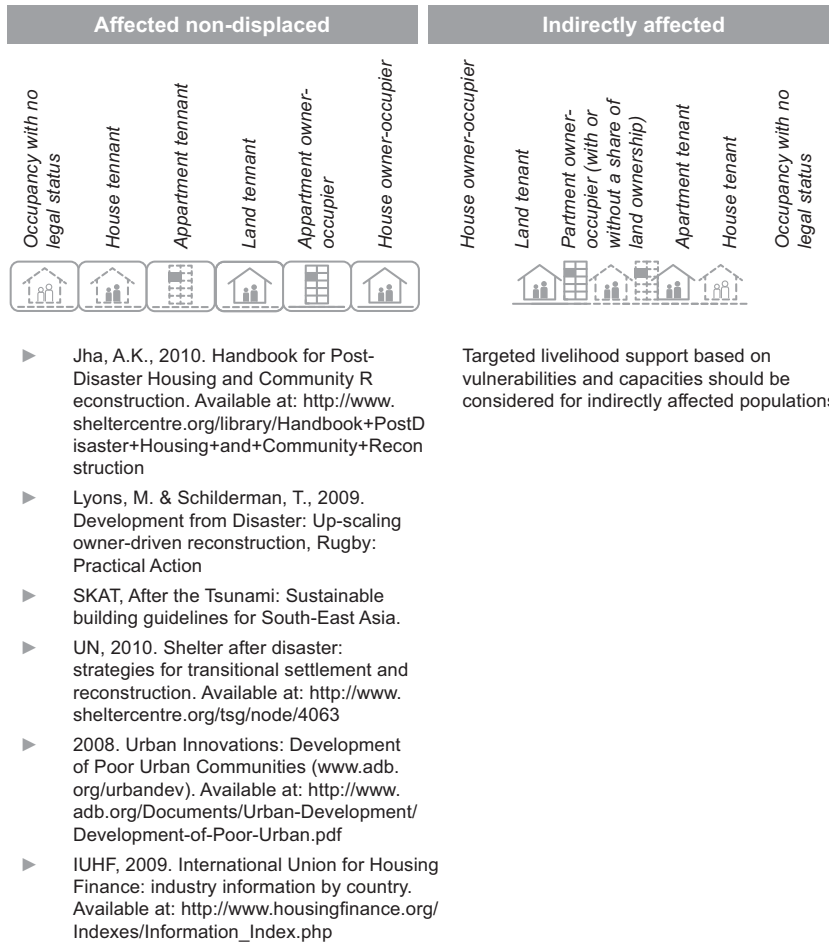 Affected non-displaced
Occupancy with no
legal status
House tennant
Appartment tennant
Land tennant
Appartment owner-
occupier
House owner-occupier
► Jha, A.K., 2010. Handbook for Post-
Disaster Housing and Community R
econstruction. Available at: http://www.
sheltercentre.org/library/Handbook+PostD
isaster+Housing+and+Community+Recon
struction
► Lyons, M. & Schilderman, T., 2009.
Development from Disaster: Up-scaling
owner-driven reconstruction, Rugby:
Practical Action
► SKAT, After the Tsunami: Sustainable
building guidelines for South-East Asia.
► UN, 2010. Shelter after disaster:
strategies for transitional settlement and
reconstruction. Available at: http://www.
sheltercentre.org/tsg/node/4063
► 2008. Urban Innovations: Development
of Poor Urban Communities (www.adb.
org/urbandev). Available at: http://www.
adb.org/Documents/Urban-Development/
Development-of-Poor-Urban.pdf
► IUHF, 2009. International Union for Housing
Finance: industry information by country.
Available at: http://www.housingfinance.org/
Indexes/Information_Index.php
Indirectly affected
House owner-occupier
Land tenant
Partment owner-
occupier (with or
without a share of
land ownership)
Apartment tenant
House tenant
Occupancy with no
legal status
Targeted livelihood support based on
vulnerabilities and capacities should be
considered for indirectly affected populations